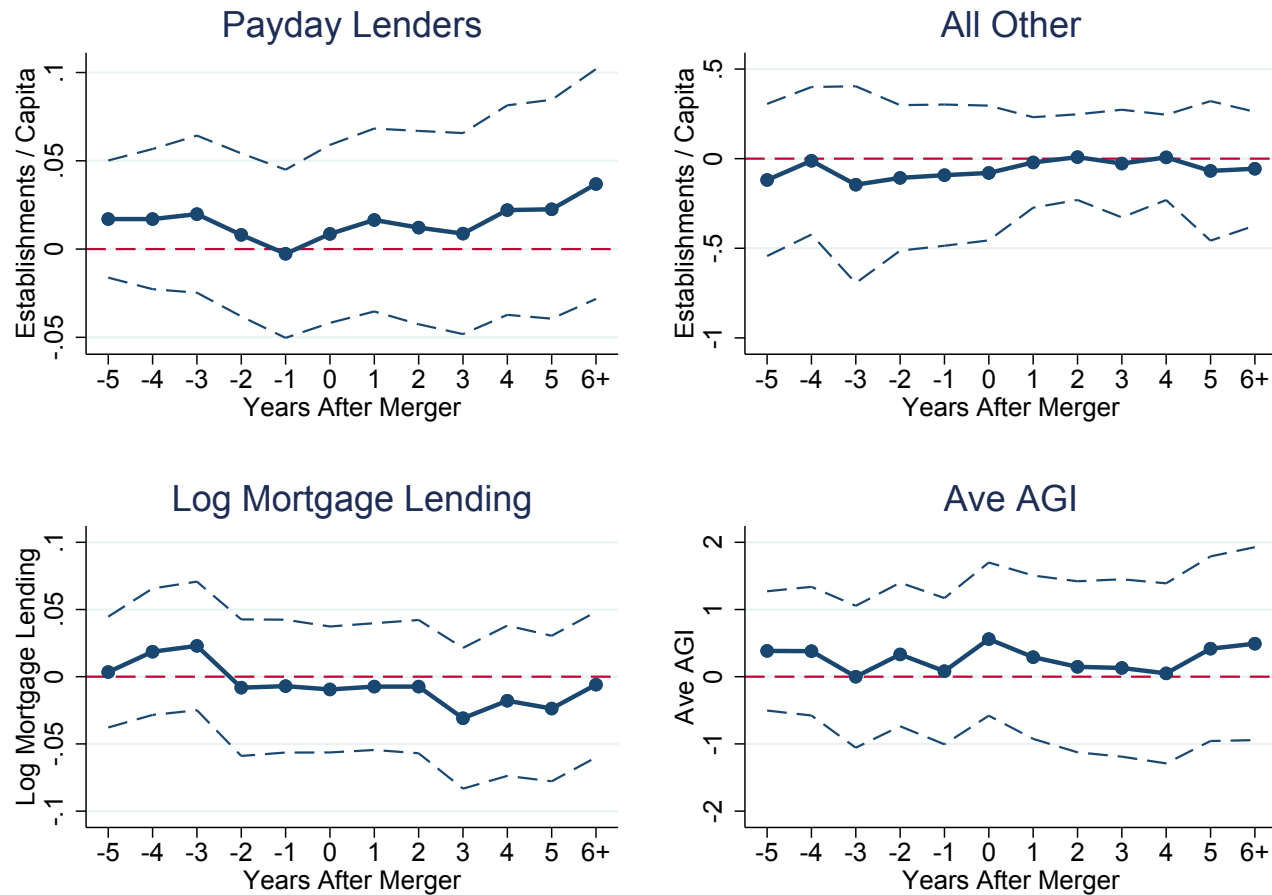 Payday Lenders
Establishments / Capita
.1
.05
0
-.05
-5 -4 -3 -2 -1 0 1 2 3 4 5 6+
Years After Merger
All Other
Establishments / Capita
.5
0
-.5
-1
-5 -4 -3 -2 -1 0 1 2 3 4 5 6+
Years After Merger
Log Mortgage Lending
Log Mortgage Lending
.1
.05
0
-.05
-.1
-5 -4 -3 -2 -1 0 1 2 3 4 5 6+
Years After Merger
Ave AGI
Ave AGI
2
1
0
-1
-2
-5 -4 -3 -2 -1 0 1 2 3 4 5 6+
Years After Merger